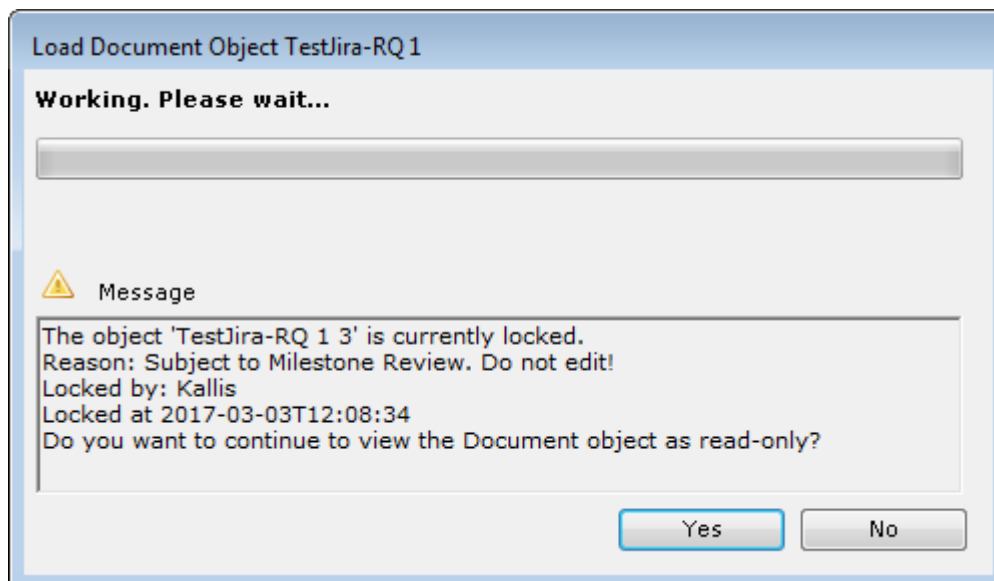 Load Document Object TestJira-RQ 1
Working. Please wait...
Message
The object 'TestJira-RQ 1 3' is currently locked.
Reason: Subject to Milestone Review. Do not edit!
Locked by: Kallis
Locked at 2017-03-03T12:08:34
Do you want to continue to view the Document object as read-only?
Yes No